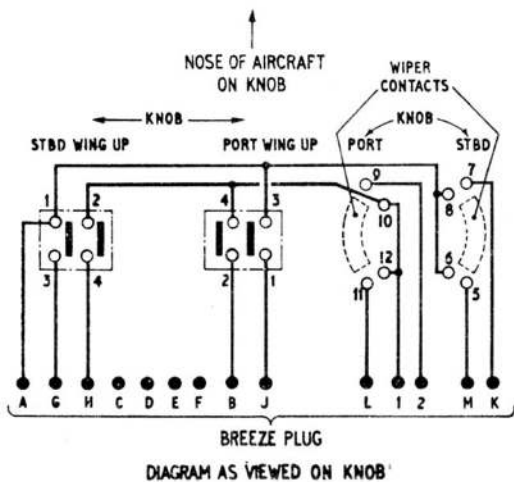 NOSE OF AIRCRAFT
ON KNOB
WIPER
CONTACTS
KNOB
KNOB
STBD WING UP
PORT WING UP
PORT
STBD
1 2 4 3 9 7
10 8
3 4 2 1 12 6
11 5
A G H C D E F B J L 1 2 M K
BREEZE PLUG
DIAGRAM AS VIEWED ON KNOB